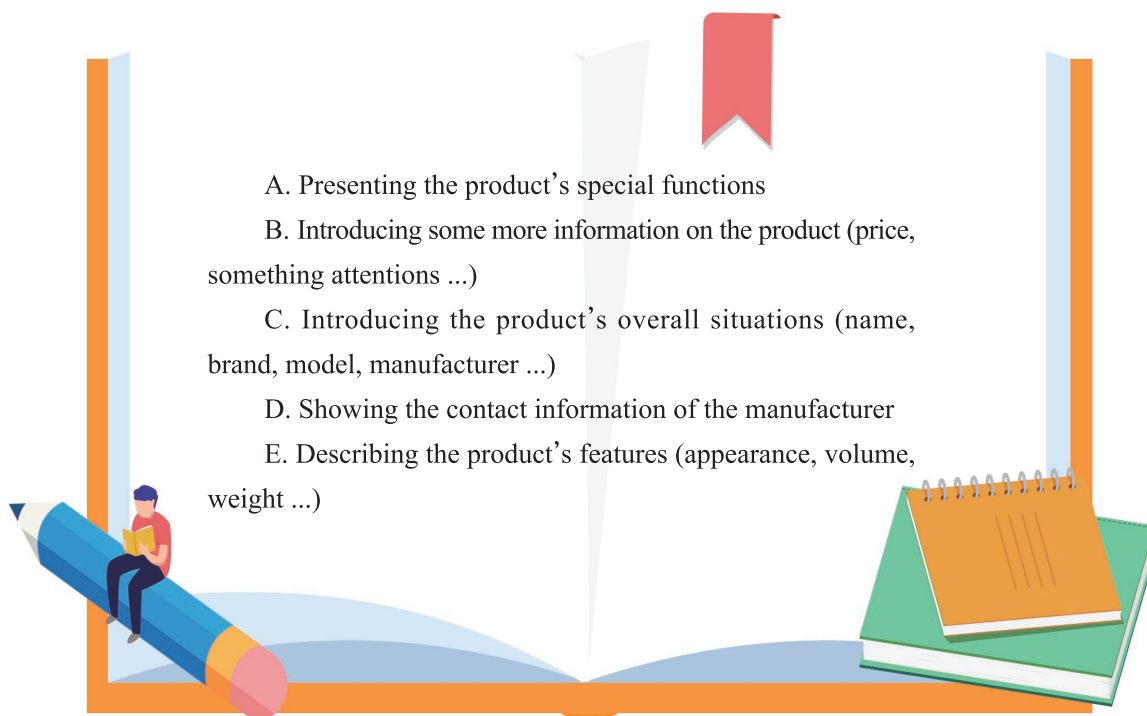 A. Presenting the product’s special functions
B. Introducing some more information on the product (price,
something attentions ...)
C. Introducing the product’s overall situations (name,
brand, model, manufacturer ...)
D. Showing the contact information of the manufacturer
E. Describing the product’s features (appearance, volume,
weight ...)